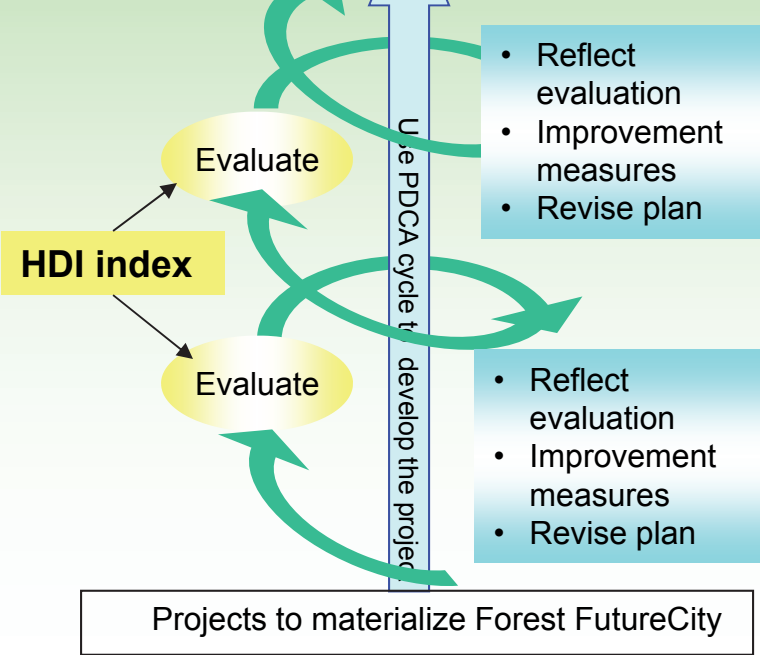 • Reflect
evaluation
• Improvement
measures
• Revise plan
Evaluate
HDI index
Use PDCA cycle to develop the
Evaluate
• Reflect
evaluation
• Improvement
measures
• Revise plan
Projects to materialize Forest FutureCity